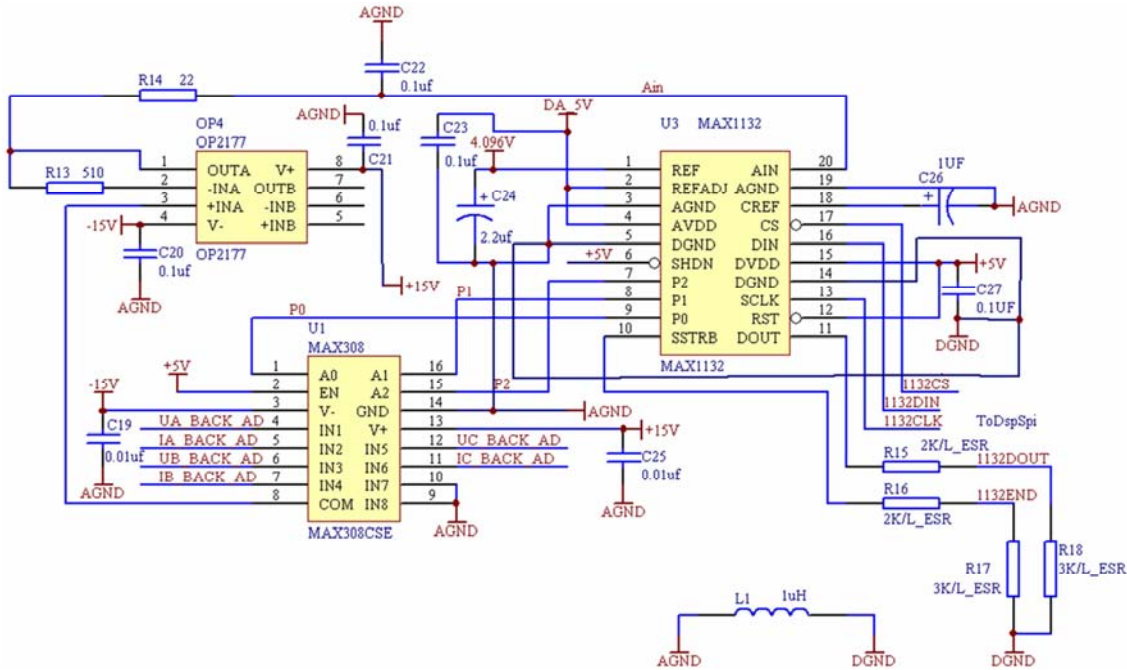 AGND
R14 22
C22
0.1uf
Ain
OP4
OP2177
AGND
0.1uf
C21
C23
0.1uf
DA_5V
4.096V
U3 MAX1132
1 OUTA V+ 8
2 -INA OUTB 7
3 +INA -INB 6
4 V- +INB 5
R13 510
-15V
C20
0.1uf
AGND
OP2177
+15V
C24
2.2uf
+
1 REF AIN 20
2 REFADJ AGND 19
3 AGND CREF 18
4 AVDD CS 17
5 DGND DIN 16
6 SHDN DVDD 15
7 P2 DGND 14
8 P1 SCLK 13
9 P0 RST 12
10 SSTRB DOUT 11
MAX1132
+5V
1UF
C26
+
AGND
+5V
C27
0.1UF
DGND
P0
P1
P2
U1
MAX308
1 A0 A1 16
2 EN A2 15
3 V- GND 14
4 IN1 V+ 13
5 IN2 IN5 12
6 IN3 IN6 11
7 IN4 IN7 10
8 COM IN8 9
MAX308CSE
+5V
-15V
C19
0.01uf
AGND
UA_BACK_AD
IA_BACK_AD
UB_BACK_AD
IB_BACK_AD
AGND
+15V
UC_BACK_AD
IC_BACK_AD
C25
0.01uf
AGND
AGND
1132CS
1132DIN
1132CLK
ToDspSpi
2K/L_ESR
R15
1132DOUT
R16
2K/L_ESR
1132END
R17
3K/L_ESR
R18
3K/L_ESR
DGND
L1 1uH
AGND
DGND